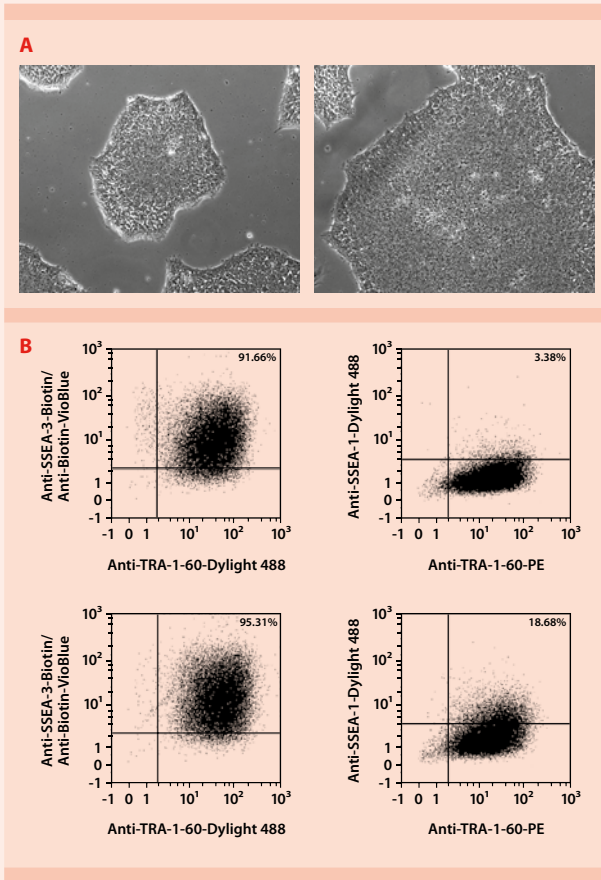 A
B
10³
10²
10¹
1
0
-1
91.66%
Anti-SSEA-3-Biotin/
Anti-Biotin-VioBlue
-1 0 1 10¹ 10² 10³
Anti-TRA-1-60-Dylight 488
10³
10²
10¹
1
0
-1
3.38%
Anti-SSEA-1-Dylight 488
-1 0 1 10¹ 10² 10³
Anti-TRA-1-60-PE
10³
10²
10¹
1
0
-1
95.31%
Anti-SSEA-3-Biotin/
Anti-Biotin-VioBlue
-1 0 1 10¹ 10² 10³
Anti-TRA-1-60-Dylight 488
10³
10²
10¹
1
0
-1
18.68%
Anti-SSEA-1-Dylight 488
-1 0 1 10¹ 10² 10³
Anti-TRA-1-60-PE